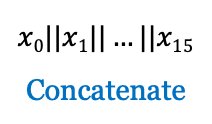 x₀||x₁|| … ||x₁₅
Concatenate